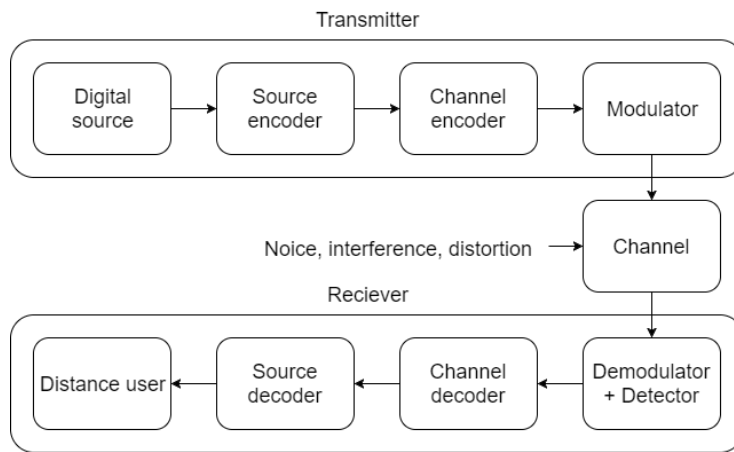 Transmitter
Digital
source
Source
encoder
Channel
encoder
Modulator
Noice, interference, distortion
Channel
Reciever
Distance user
Source
decoder
Channel
decoder
Demodulator
+ Detector